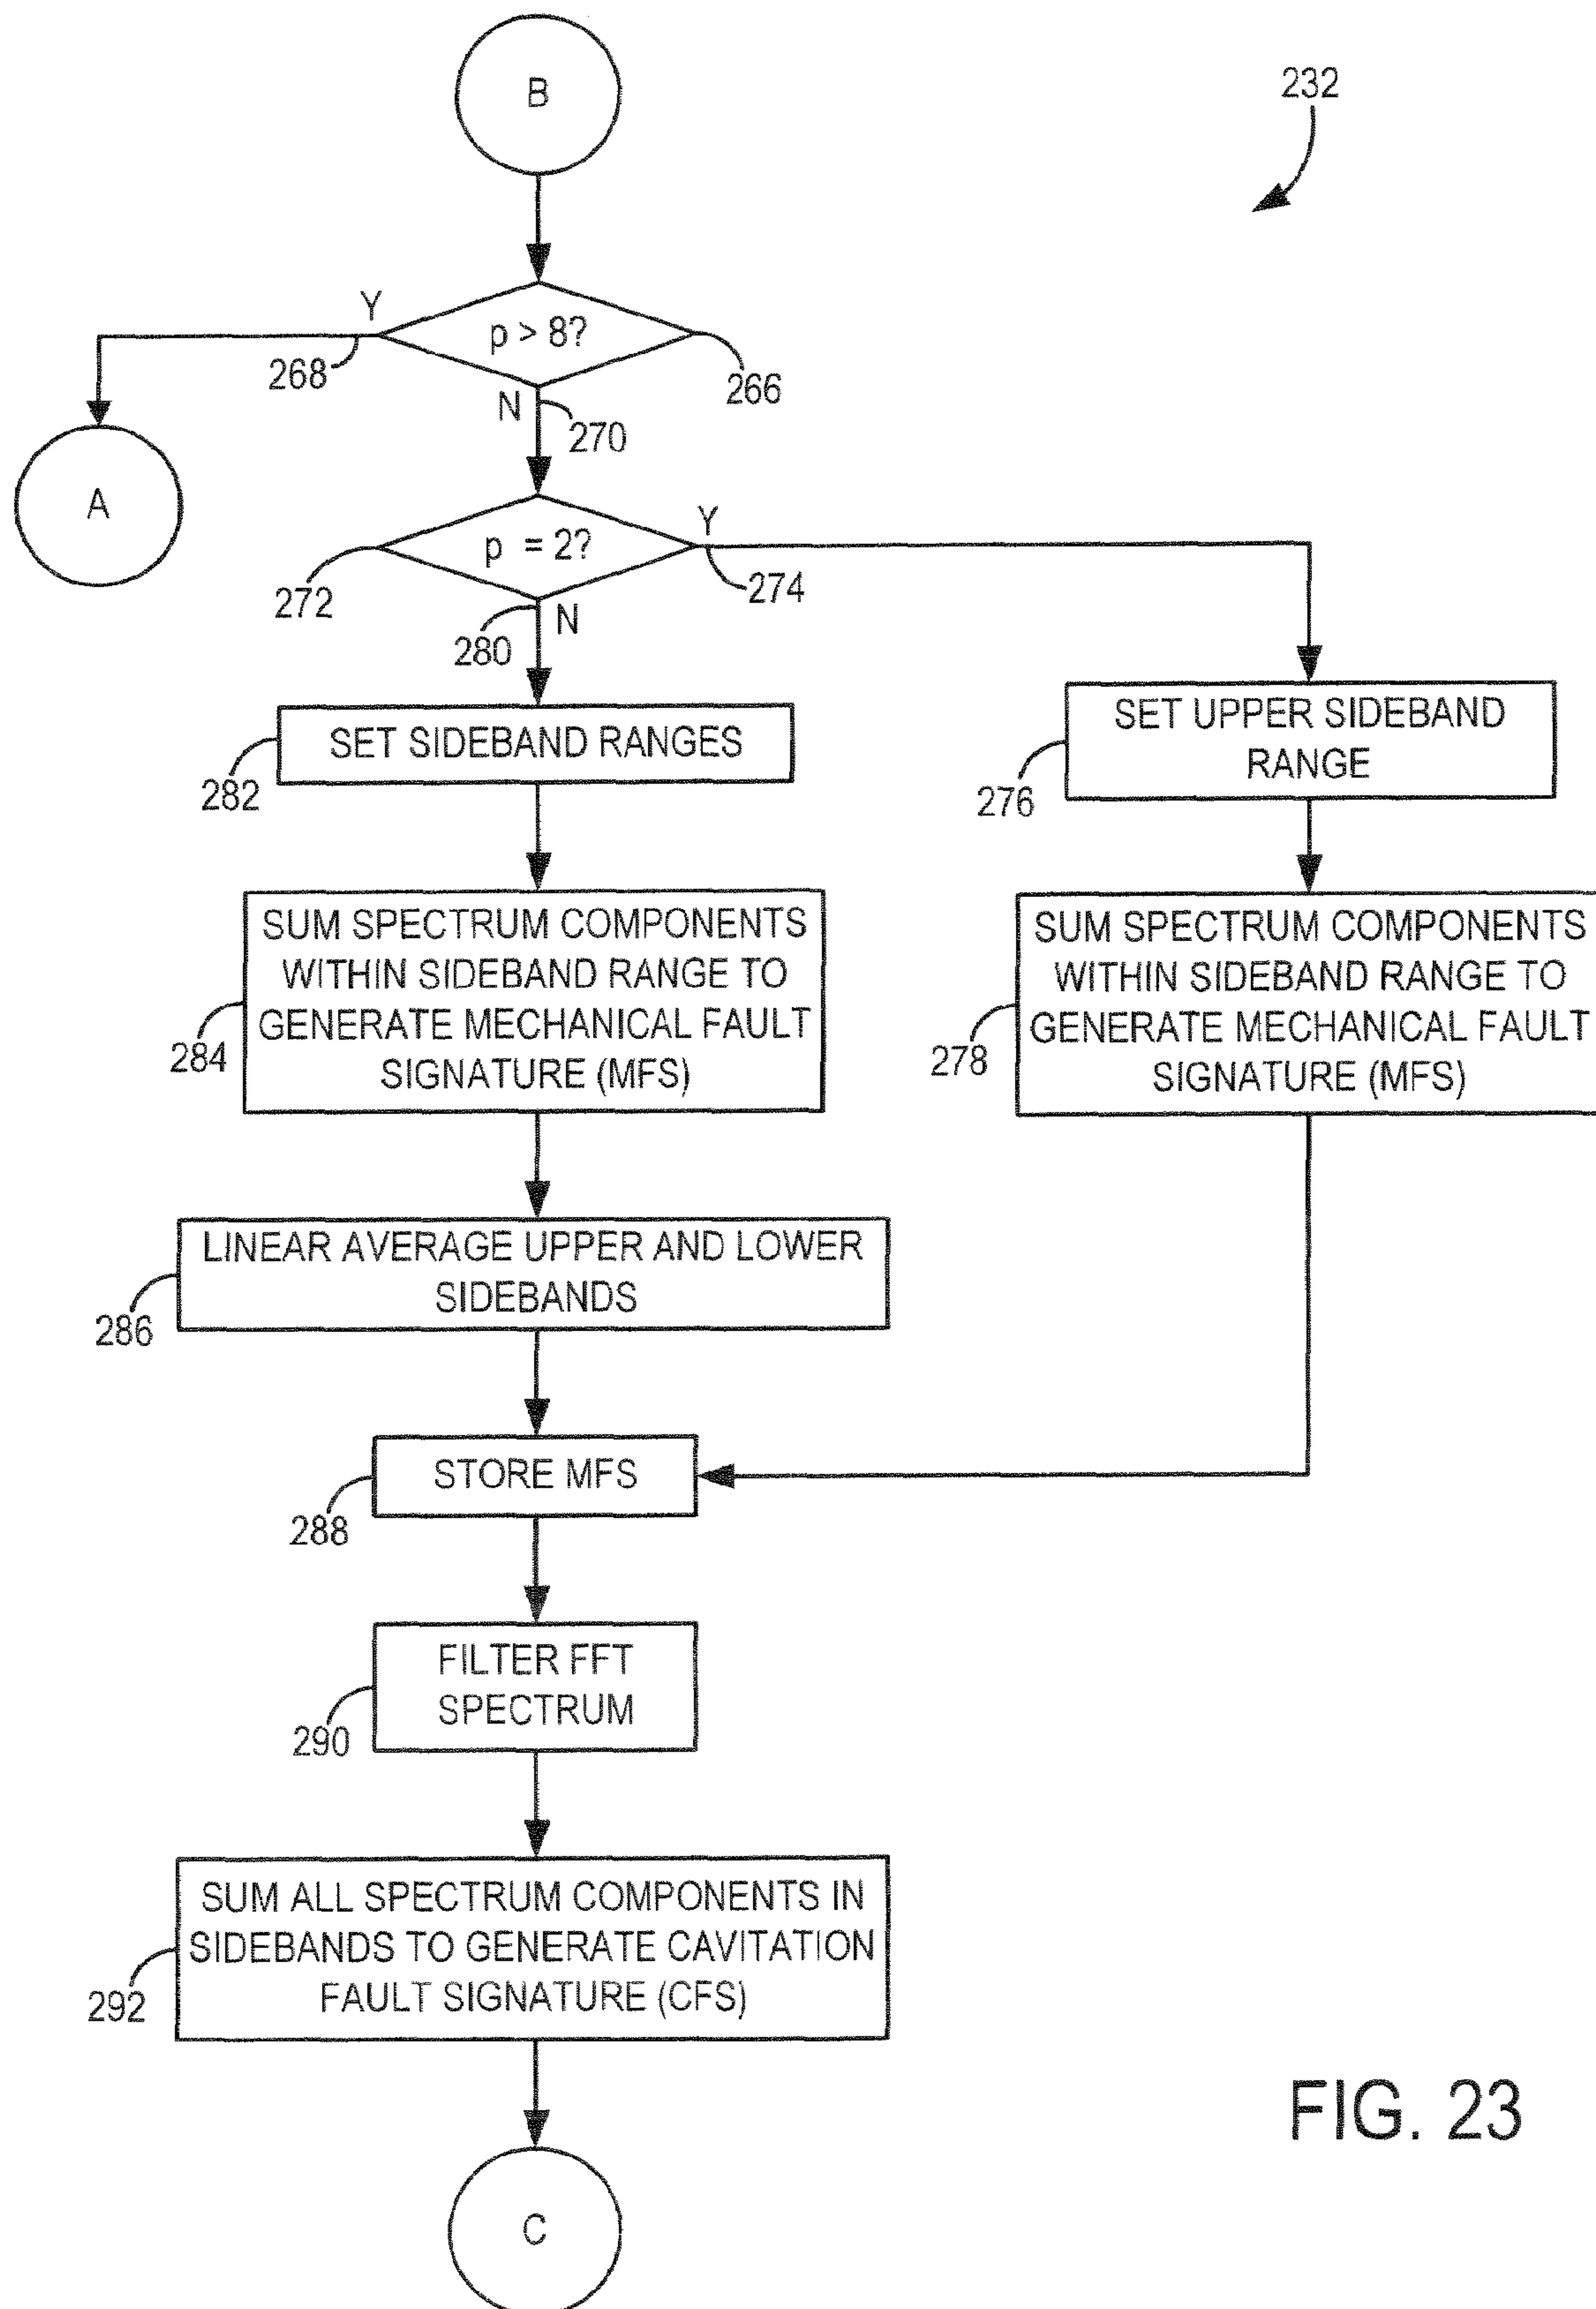 B
232
Y
p > 8?
268
266
N
270
A
Y
p = 2?
272
274
280
N
SET SIDEBAND RANGES
282
SET UPPER SIDEBAND
RANGE
276
SUM SPECTRUM COMPONENTS
WITHIN SIDEBAND RANGE TO
GENERATE MECHANICAL FAULT
SIGNATURE (MFS)
284
SUM SPECTRUM COMPONENTS
WITHIN SIDEBAND RANGE TO
GENERATE MECHANICAL FAULT
SIGNATURE (MFS)
278
LINEAR AVERAGE UPPER AND LOWER
SIDEBANDS
286
STORE MFS
288
FILTER FFT
SPECTRUM
290
SUM ALL SPECTRUM COMPONENTS IN
SIDEBANDS TO GENERATE CAVITATION
FAULT SIGNATURE (CFS)
292
FIG. 23
C